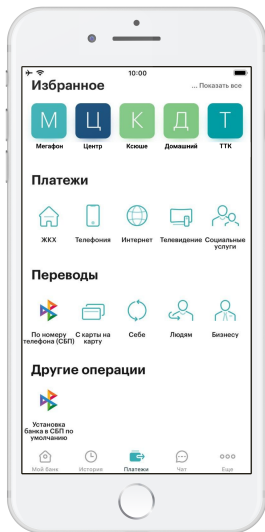 10:00
Избранное ... Показать все
М Ц К Д Т
Мегафон Центр Ксюше Домашний ТТК
Платежи
ЖКХ Телефония Интернет Телевидение Социальные
услуги
Переводы
По номеру С карты на Себе Людям Бизнесу
телефона (СБП) карту
Другие операции
Установка
банка в СБП по
умолчанию
Мой банк История Платежи Чат Еще